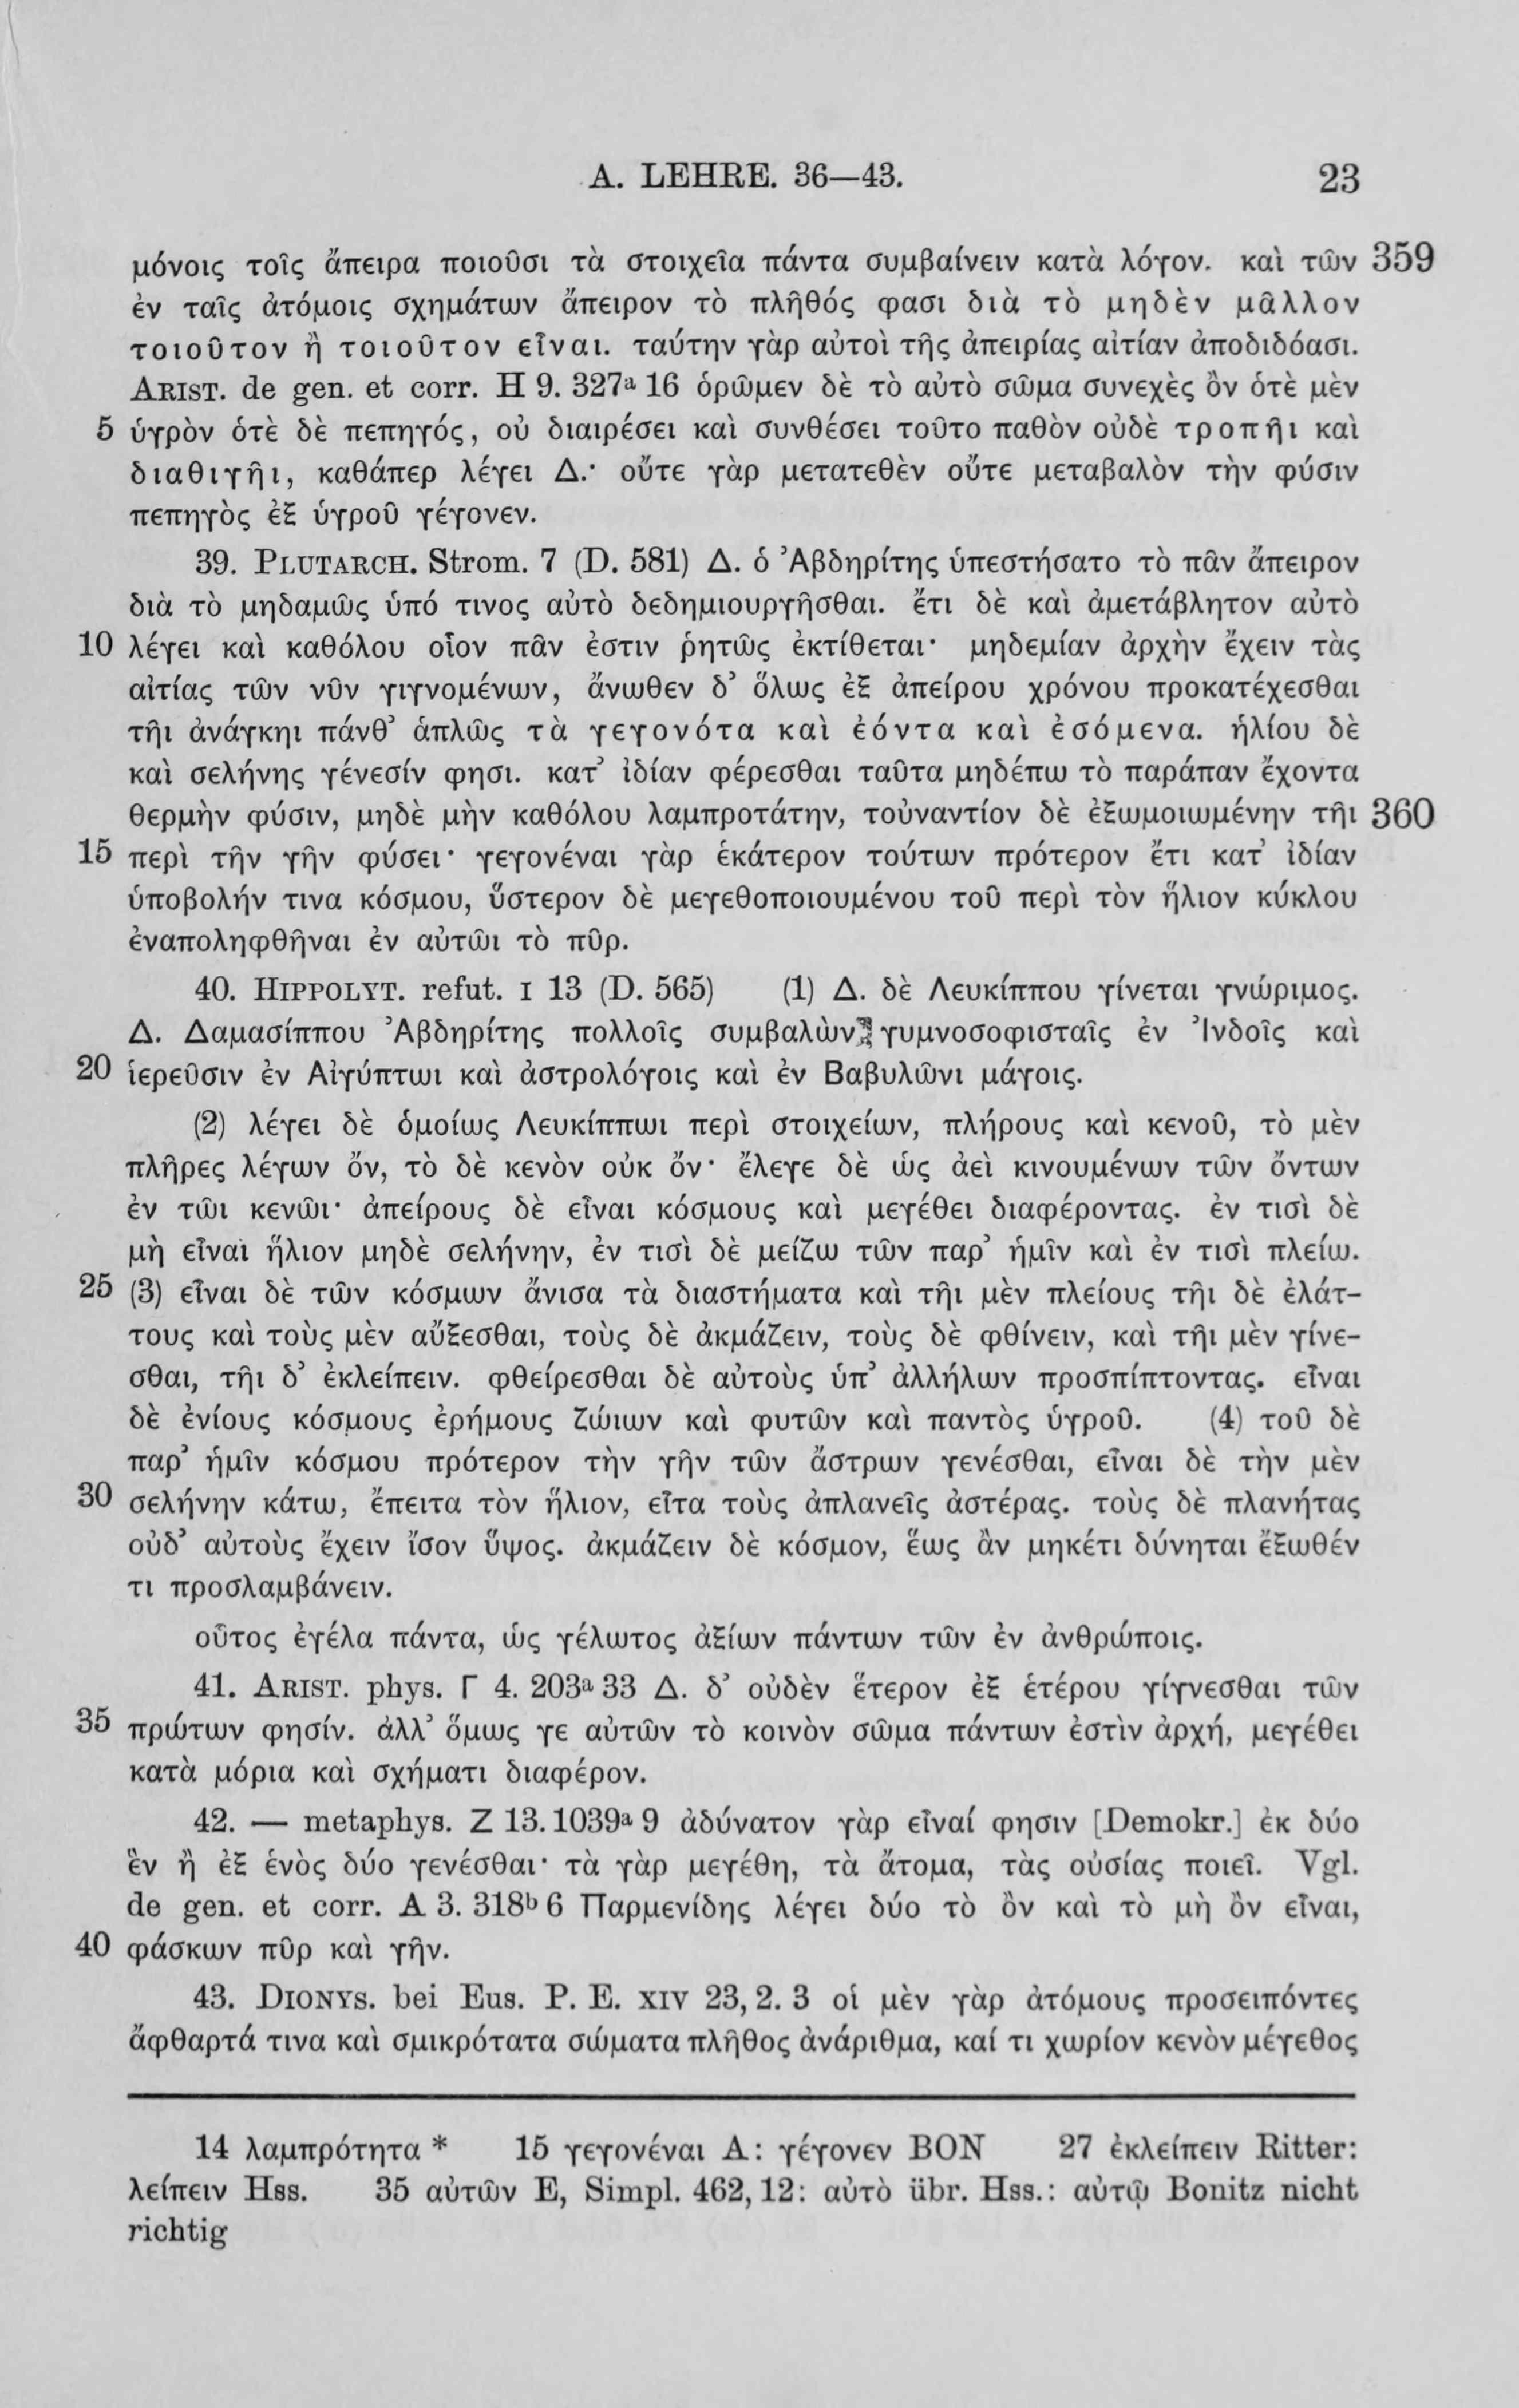 A. LEHRE. 36—43. 23
μόνοις τοῖς ἄπειρα ποιοῦσι τὰ στοιχεῖα πάντα συμβαίνειν κατὰ λόγον. καὶ τῶν 359
ἐν ταῖς ἀτόμοις σχημάτων ἄπειρον τὸ πλῆθός φασι διὰ τὸ μηδὲν μᾶλλον
τοιοῦτον ἢ τοιοῦτον εἶναι. ταύτην γὰρ αὐτοὶ τῆς ἀπειρίας αἰτίαν ἀποδιδόασι.
ARIST. de gen. et corr. H 9. 327ᵃ 16 ὁρῶμεν δὲ τὸ αὐτὸ σῶμα συνεχὲς ὂν ὁτὲ μὲν
5 ὑγρὸν ὁτὲ δὲ πεπηγός, οὐ διαιρέσει καὶ συνθέσει τοῦτο παθὸν οὐδὲ τροπῆι καὶ
διαθιγῆι, καθάπερ λέγει Δ.· οὔτε γὰρ μετατεθὲν οὔτε μεταβαλὸν τὴν φύσιν
πεπηγὸς ἐξ ὑγροῦ γέγονεν.
39. PLUTARCH. Strom. 7 (D. 581) Δ. ὁ Ἀβδηρίτης ὑπεστήσατο τὸ πᾶν ἄπειρον
διὰ τὸ μηδαμῶς ὑπό τινος αὐτὸ δεδημιουργῆσθαι. ἔτι δὲ καὶ ἀμετάβλητον αὐτὸ
10 λέγει καὶ καθόλου οἷον πᾶν ἐστιν ῥητῶς ἐκτίθεται· μηδεμίαν ἀρχὴν ἔχειν τὰς
αἰτίας τῶν νῦν γιγνομένων, ἄνωθεν δ’ ὅλως ἐξ ἀπείρου χρόνου προκατέχεσθαι
τῆι ἀνάγκηι πάνθ’ ἁπλῶς τὰ γεγονότα καὶ ἐόντα καὶ ἐσόμενα. ἡλίου δὲ
καὶ σελήνης γένεσίν φησι. κατ’ ἰδίαν φέρεσθαι ταῦτα μηδέπω τὸ παράπαν ἔχοντα
θερμὴν φύσιν, μηδὲ μὴν καθόλου λαμπροτάτην, τοὐναντίον δὲ ἐξωμοιωμένην τῆι 360
15 περὶ τὴν γῆν φύσει· γεγονέναι γὰρ ἑκάτερον τούτων πρότερον ἔτι κατ’ ἰδίαν
ὑποβολήν τινα κόσμου, ὕστερον δὲ μεγεθοποιουμένου τοῦ περὶ τὸν ἥλιον κύκλου
ἐναποληφθῆναι ἐν αὐτῶι τὸ πῦρ.
40. HIPPOLYT. refut. I 13 (D. 565) (1) Δ. δὲ Λευκίππου γίνεται γνώριμος.
Δ. Δαμασίππου Ἀβδηρίτης πολλοῖς συμβαλὼν γυμνοσοφισταῖς ἐν Ἰνδοῖς καὶ
20 ἱερεῦσιν ἐν Αἰγύπτωι καὶ ἀστρολόγοις καὶ ἐν Βαβυλῶνι μάγοις.
(2) λέγει δὲ ὁμοίως Λευκίππωι περὶ στοιχείων, πλήρους καὶ κενοῦ, τὸ μὲν
πλῆρες λέγων ὄν, τὸ δὲ κενὸν οὐκ ὄν· ἔλεγε δὲ ὡς ἀεὶ κινουμένων τῶν ὄντων
ἐν τῶι κενῶι· ἀπείρους δὲ εἶναι κόσμους καὶ μεγέθει διαφέροντας. ἐν τισὶ δὲ
μὴ εἶναι ἥλιον μηδὲ σελήνην, ἐν τισὶ δὲ μείζω τῶν παρ’ ἡμῖν καὶ ἐν τισὶ πλείω.
25 (3) εἶναι δὲ τῶν κόσμων ἄνισα τὰ διαστήματα καὶ τῆι μὲν πλείους τῆι δὲ ἐλάτ-
τους καὶ τοὺς μὲν αὔξεσθαι, τοὺς δὲ ἀκμάζειν, τοὺς δὲ φθίνειν, καὶ τῆι μὲν γίνε-
σθαι, τῆι δ’ ἐκλείπειν. φθείρεσθαι δὲ αὐτοὺς ὑπ’ ἀλλήλων προσπίπτοντας. εἶναι
δὲ ἐνίους κόσμους ἐρήμους ζώιων καὶ φυτῶν καὶ παντὸς ὑγροῦ. (4) τοῦ δὲ
παρ’ ἡμῖν κόσμου πρότερον τὴν γῆν τῶν ἄστρων γενέσθαι, εἶναι δὲ τὴν μὲν
30 σελήνην κάτω, ἔπειτα τὸν ἥλιον, εἶτα τοὺς ἀπλανεῖς ἀστέρας. τοὺς δὲ πλανήτας
οὐδ’ αὐτοὺς ἔχειν ἴσον ὕψος. ἀκμάζειν δὲ κόσμον, ἕως ἂν μηκέτι δύνηται ἔξωθέν
τι προσλαμβάνειν.
οὗτος ἐγέλα πάντα, ὡς γέλωτος ἀξίων πάντων τῶν ἐν ἀνθρώποις.
41. ARIST. phys. Γ 4. 203ᵃ 33 Δ. δ’ οὐδὲν ἕτερον ἐξ ἑτέρου γίγνεσθαι τῶν
35 πρώτων φησίν. ἀλλ’ ὅμως γε αὐτῶν τὸ κοινὸν σῶμα πάντων ἐστὶν ἀρχή, μεγέθει
κατὰ μόρια καὶ σχήματι διαφέρον.
42. — metaphys. Z 13. 1039ᵃ 9 ἀδύνατον γὰρ εἶναί φησιν [Demokr.] ἐκ δύο
ἓν ἢ ἐξ ἑνὸς δύο γενέσθαι· τὰ γὰρ μεγέθη, τὰ ἄτομα, τὰς οὐσίας ποιεῖ. Vgl.
de gen. et corr. A 3. 318ᵇ 6 Παρμενίδης λέγει δύο τὸ ὂν καὶ τὸ μὴ ὂν εἶναι,
40 φάσκων πῦρ καὶ γῆν.
43. DIONYS. bei Eus. P. E. XIV 23, 2. 3 οἱ μὲν γὰρ ἀτόμους προσειπόντες
ἄφθαρτά τινα καὶ σμικρότατα σώματα πλῆθος ἀνάριθμα, καί τι χωρίον κενὸν μέγεθος
14 λαμπρότητα * 15 γεγονέναι A: γέγονεν BON 27 ἐκλείπειν Ritter:
λείπειν Hss. 35 αὐτῶν E, Simpl. 462, 12: αὐτὸ übr. Hss.: αὐτῷ Bonitz nicht
richtig